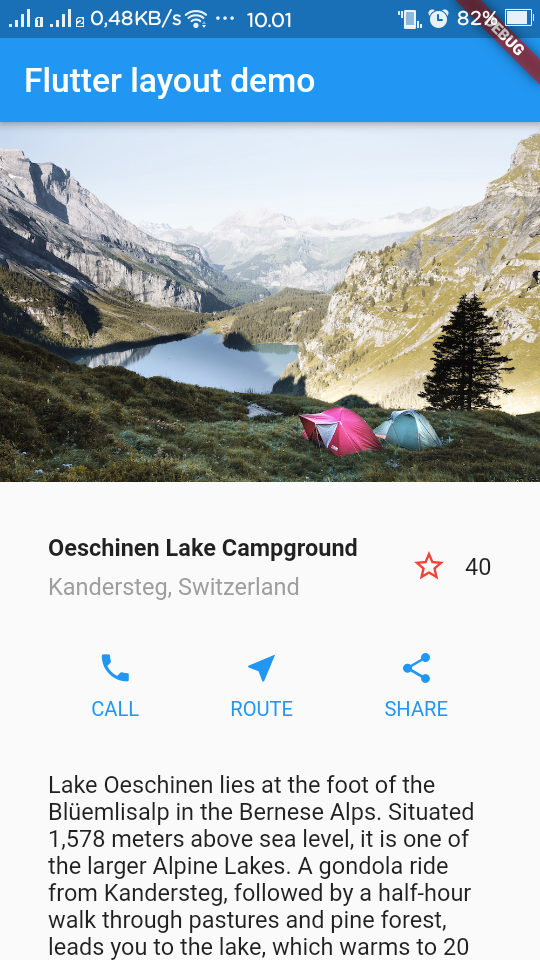 1 2 0,48KB/s ··· 10.01 82%
DEBUG
Flutter layout demo
Oeschinen Lake Campground
Kandersteg, Switzerland
40
CALL ROUTE SHARE
Lake Oeschinen lies at the foot of the
Blüemlisalp in the Bernese Alps. Situated
1,578 meters above sea level, it is one of
the larger Alpine Lakes. A gondola ride
from Kandersteg, followed by a half-hour
walk through pastures and pine forest,
leads you to the lake, which warms to 20